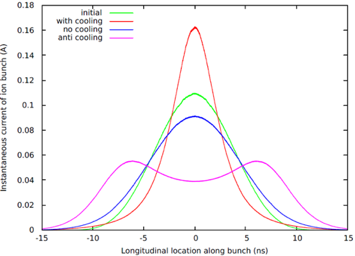 0.18
0.16
0.14
0.12
0.1
0.08
0.06
0.04
0.02
0
initial
with cooling
no cooling
anti cooling
Instantaneous current of ion bunch (A)
-15 -10 -5 0 5 10 15
Longitudinal location along bunch (ns)